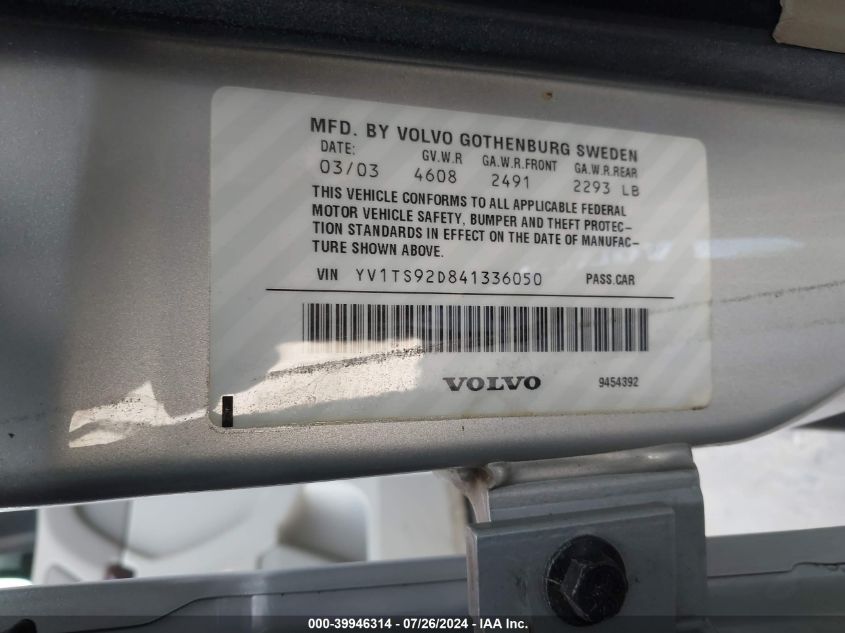 MFD. BY VOLVO GOTHENBURG SWEDEN
DATE: GV.W.R GA.W.R.FRONT GA.W.R.REAR
03/03 4608 2491 2293 LB
THIS VEHICLE CONFORMS TO ALL APPLICABLE FEDERAL
MOTOR VEHICLE SAFETY, BUMPER AND THEFT PROTEC-
TION STANDARDS IN EFFECT ON THE DATE OF MANUFAC-
TURE SHOWN ABOVE.
VIN YV1TS92D841336050 PASS.CAR
VOLVO 9454392
000-39946314 - 07/26/2024 - IAA Inc.